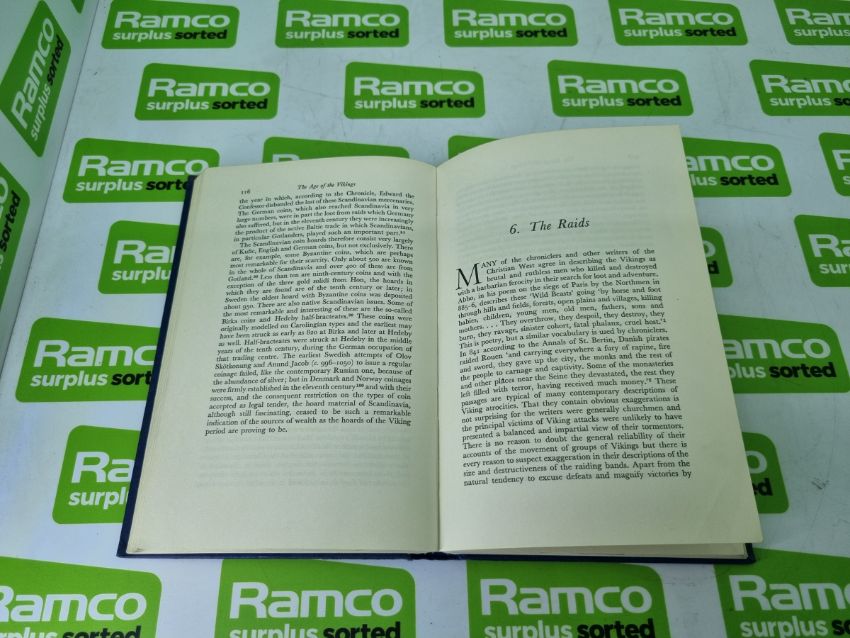 116
The Age of the Vikings
the year in which, according to the Chronicle, Edward the
Confessor disbanded the last of these Scandinavian mercenaries.
The German coins, which also reached Scandinavia in very
large numbers, were in part the loot from raids which Germany
also suffered, but in the eleventh century they were increasingly
the product of the active Baltic trade in which Scandinavians,
in particular Gotlanders, played such an important part.
The Scandinavian coin hoards therefore consist very largely
of Kufic, English and German coins, but not exclusively. There
are, for example, some Byzantine coins, which are perhaps
most remarkable for their scarcity. Only about 500 are known
in the whole of Scandinavia and over 400 of these are from
Gotland. Less than ten are ninth-century coins and with the
exception of the three gold solidi from Hoo, the hoards in
which they are found are of the tenth century or later; in
Sweden the oldest hoard with Byzantine coins was deposited
about 950. There are also native Scandinavian issues. Some of
the most remarkable and interesting of these are the so-called
Birka coins and Hedeby half-bracteates. These coins were
originally modelled on Carolingian types and the earliest may
have been struck as early as 820 at Birka and later at Hedeby
as well. Half-bracteates were struck at Hedeby in the middle
years of the tenth century, during the German occupation of
that trading centre. The earliest Swedish attempts of Olov
Skötkonung and Anund Jacob (c. 996–1050) to issue a regular
coinage failed, like the contemporary Russian one, because of
the abundance of silver; but in Denmark and Norway coinages
were firmly established in the eleventh century¹⁰⁰ and with their
success, and the consequent restriction on the types of coin
accepted as legal tender, the hoard material of Scandinavia,
although still fascinating, ceased to be such a remarkable
indication of the sources of wealth as the hoards of the Viking
period are proving to be.
6. The Raids
MANY of the chroniclers and other writers of the
Christian West agree in describing the Vikings as
brutal and ruthless men who killed and destroyed
with a barbarian ferocity in their search for loot and adventure.
Abbo, in his poem on the siege of Paris by the Northmen in
885–6, describes these 'Wild Beasts' going 'by horse and foot
through hills and fields, forests, open plains and villages, killing
babies, children, young men, old men, fathers, sons and
mothers. . . . They overthrow, they despoil, they destroy, they
burn, they ravage, sinister cohort, fatal phalanx, cruel host.'¹
This is poetry, but a similar vocabulary is used by chroniclers.
In 841 according to the Annals of St. Bertin, Danish pirates
raided Rouen 'and carrying everywhere a fury of rapine, fire
and sword, they gave up the city, the monks and the rest of
the people to carnage and captivity. Some of the monasteries
and other places near the Seine they devastated, the rest they
left filled with terror, having received much money.'² These
passages are typical of many contemporary descriptions of
Viking atrocities. That they contain obvious exaggerations is
not surprising for the writers were generally churchmen and
the principal victims of Viking attacks were unlikely to have
presented a balanced and impartial view of their tormentors.
There is no reason to doubt the general reliability of their
accounts of the movement of groups of Vikings but there is
every reason to suspect exaggeration in their descriptions of the
size and destructiveness of the raiding bands. Apart from the
natural tendency to excuse defeats and magnify victories by
Ramco
surplus sorted